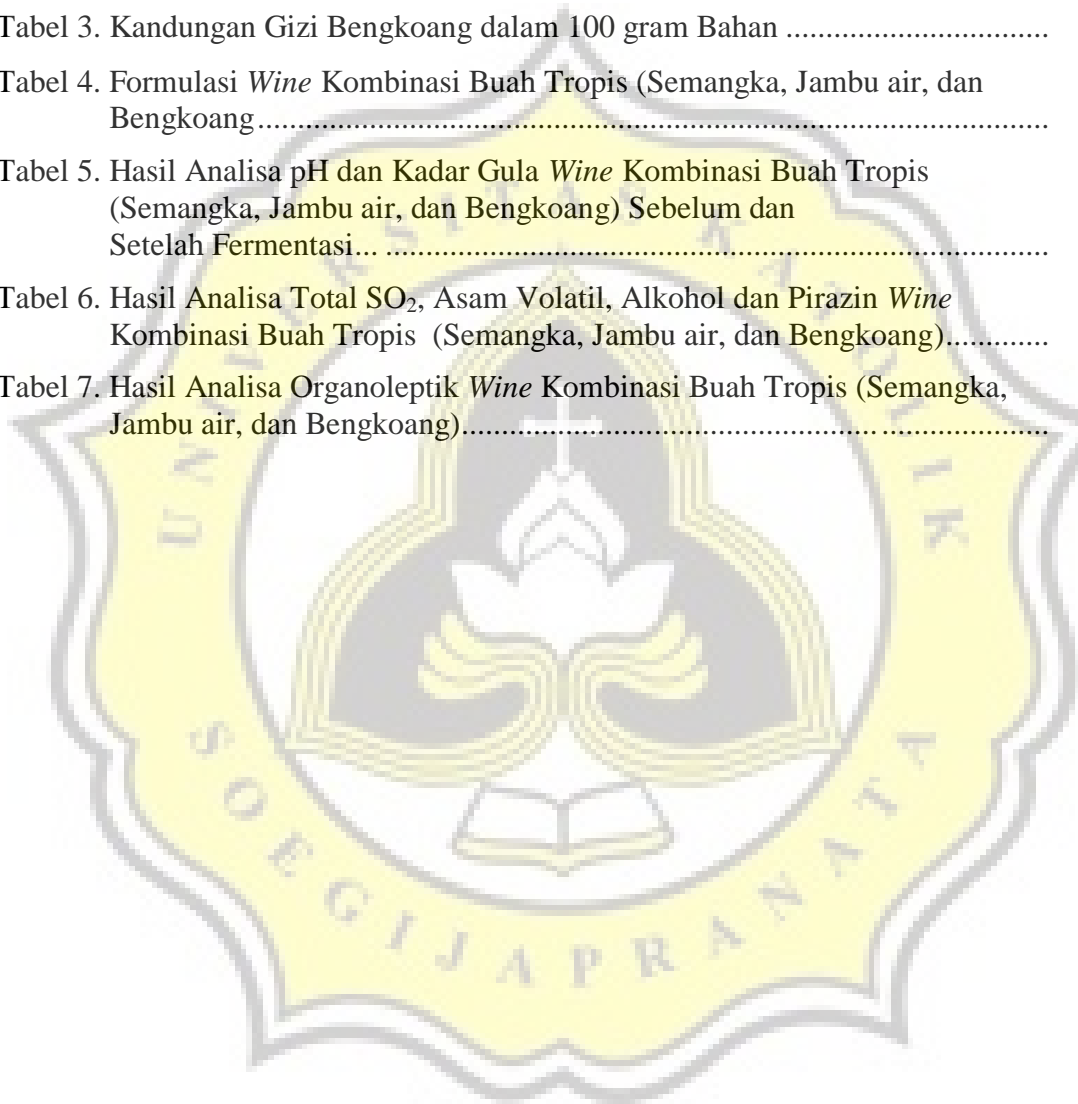 Tabel 3. Kandungan Gizi Bengkoang dalam 100 gram Bahan ................................
Tabel 4. Formulasi Wine Kombinasi Buah Tropis (Semangka, Jambu air, dan
Bengkoang..................................................................................................
Tabel 5. Hasil Analisa pH dan Kadar Gula Wine Kombinasi Buah Tropis
(Semangka, Jambu air, dan Bengkoang) Sebelum dan
Setelah Fermentasi... .................................................................................
Tabel 6. Hasil Analisa Total SO₂, Asam Volatil, Alkohol dan Pirazin Wine
Kombinasi Buah Tropis (Semangka, Jambu air, dan Bengkoang).............
Tabel 7. Hasil Analisa Organoleptik Wine Kombinasi Buah Tropis (Semangka,
Jambu air, dan Bengkoang)................................................... .....................
UNIVERSITAS KATOLIK
SOEGIJAPRANATA